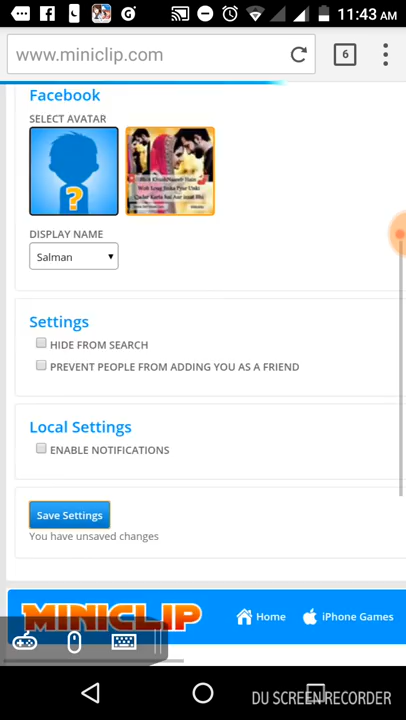 11:43 AM
www.miniclip.com
6
Facebook
SELECT AVATAR
?
DISPLAY NAME
Salman
Settings
HIDE FROM SEARCH
PREVENT PEOPLE FROM ADDING YOU AS A FRIEND
Local Settings
ENABLE NOTIFICATIONS
Save Settings
You have unsaved changes
MINICLIP
Home
iPhone Games
DU SCREEN RECORDER